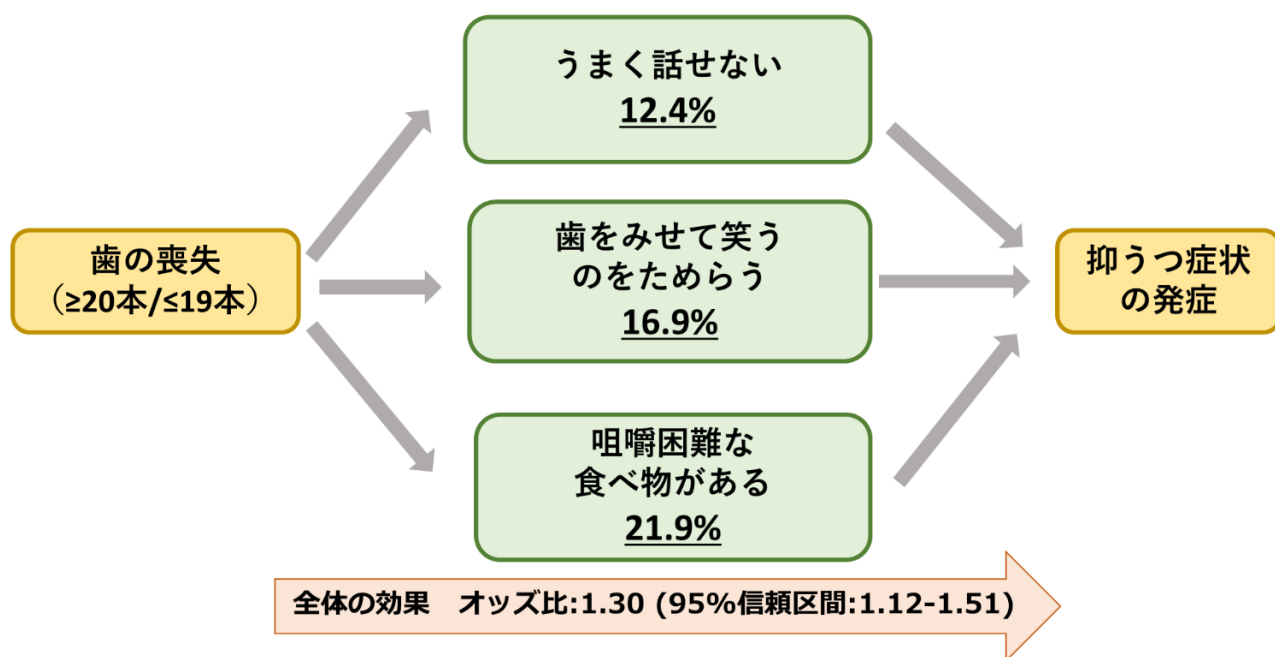 うまく話せない
12.4%
歯の喪失
（≥20本/≤19本）
歯をみせて笑う
のをためらう
16.9%
抑うつ症状
の発症
咀嚼困難な
食べ物がある
21.9%
全体の効果　オッズ比:1.30 (95%信頼区間:1.12-1.51)